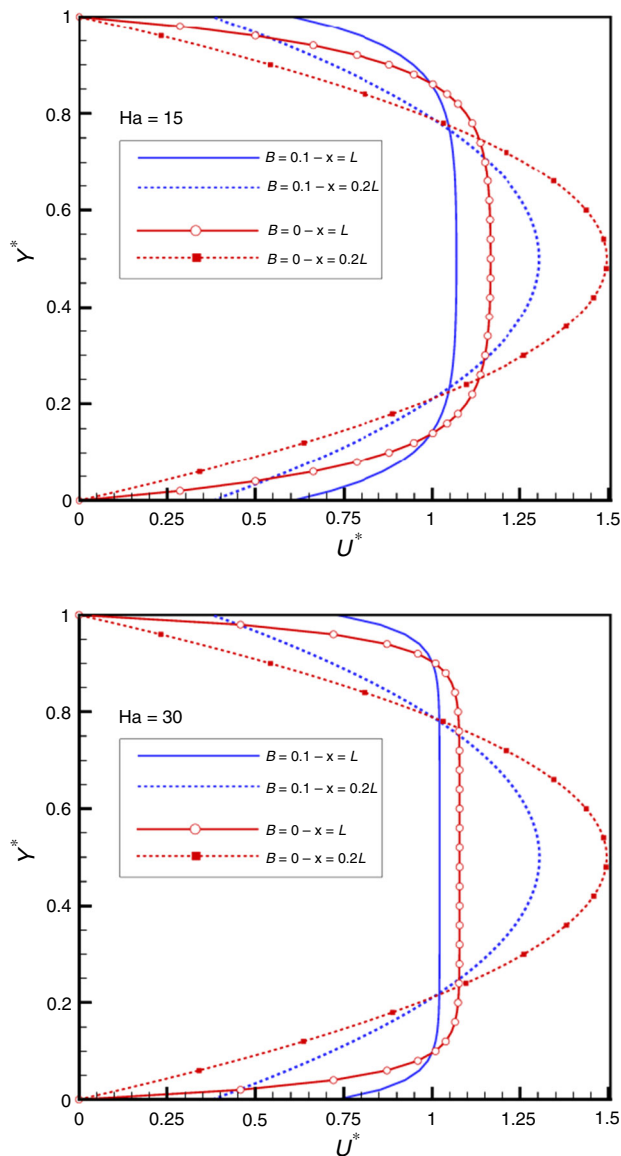 1
0.8
0.6
0.4
0.2
0
Y*
Ha = 15
B = 0.1 – x = L
B = 0.1 – x = 0.2L
B = 0 – x = L
B = 0 – x = 0.2L
0 0.25 0.5 0.75 1 1.25 1.5
U*
1
0.8
0.6
0.4
0.2
0
Y*
Ha = 30
B = 0.1 – x = L
B = 0.1 – x = 0.2L
B = 0 – x = L
B = 0 – x = 0.2L
0 0.25 0.5 0.75 1 1.25 1.5
U*